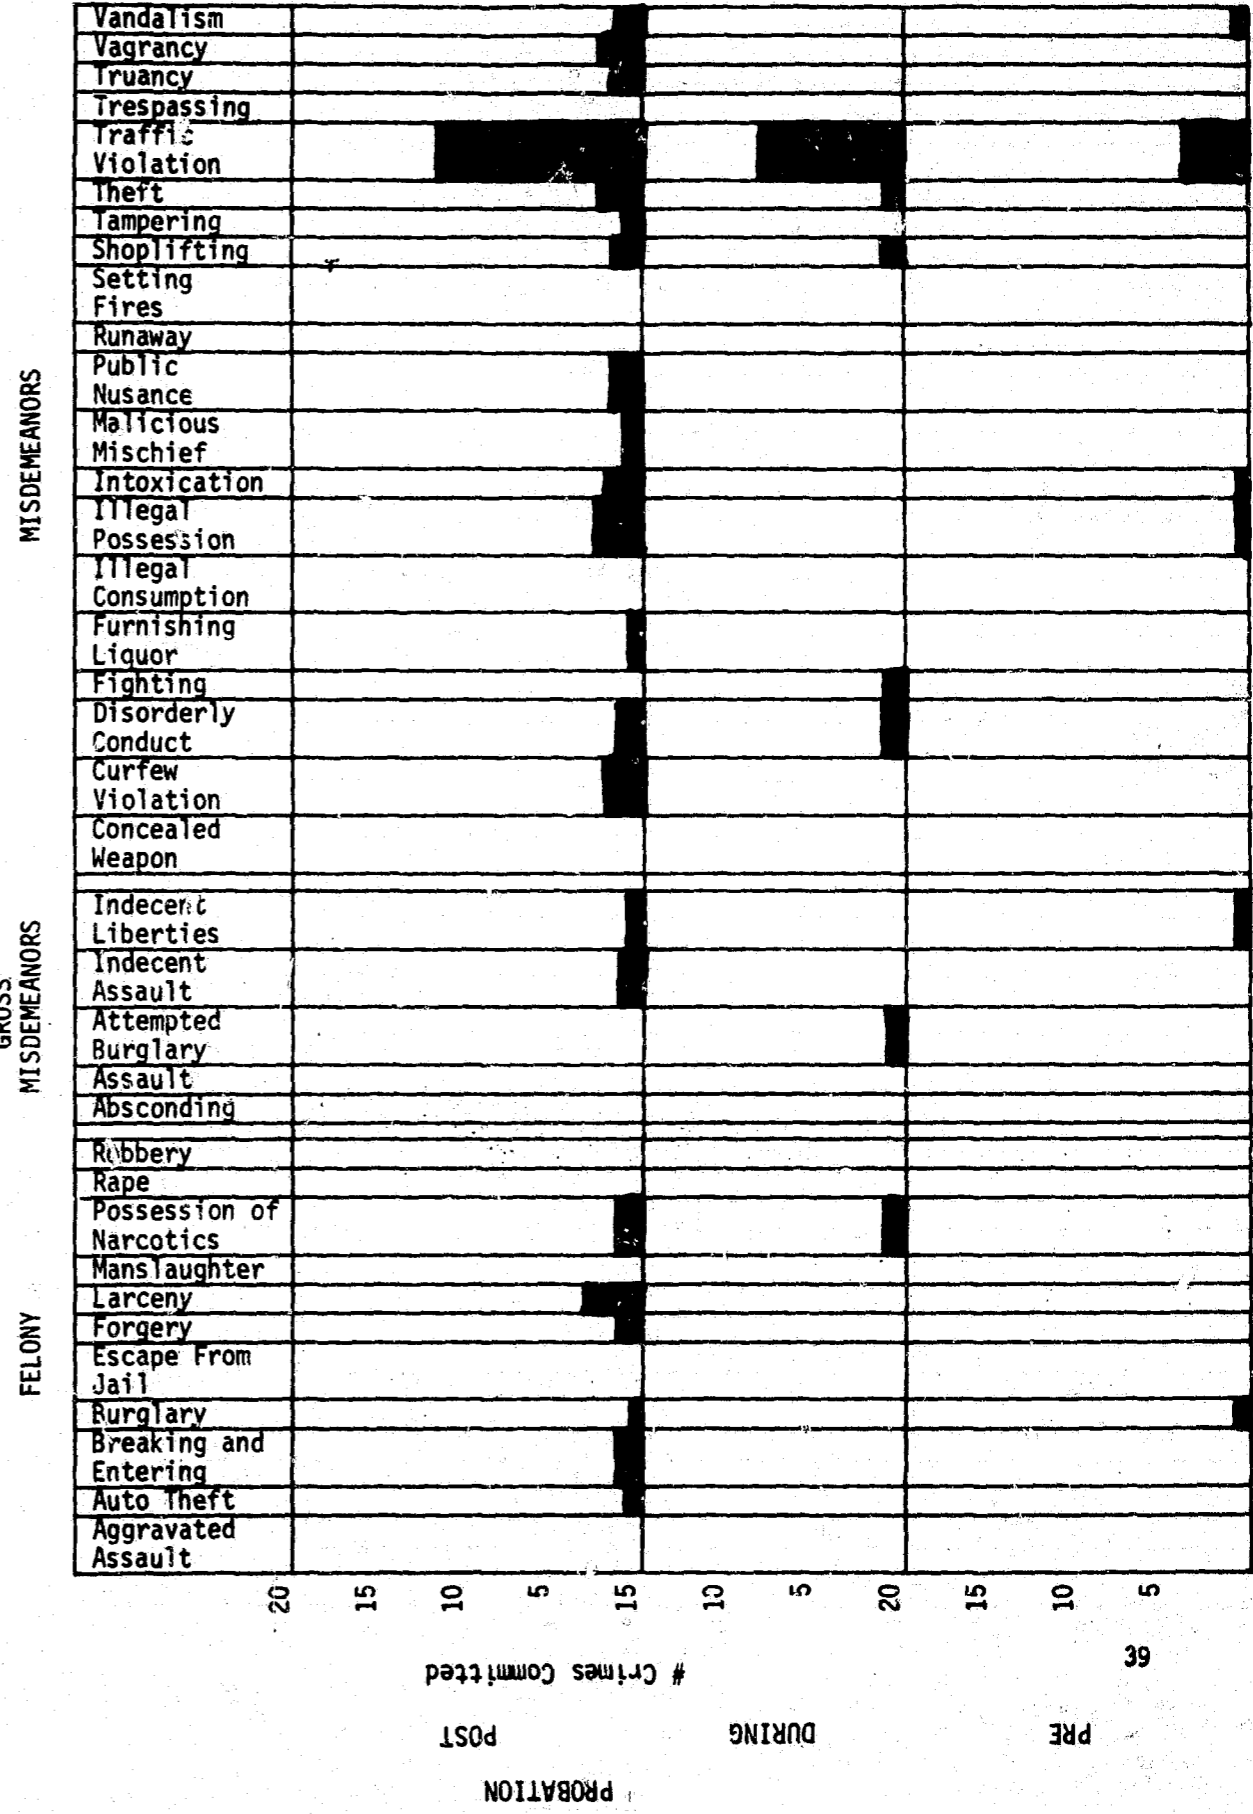 MISDEMEANORS
Vandalism
Vagrancy
Truancy
Trespassing
Traffic
Violation
Theft
Tampering
Shoplifting
Setting
Fires
Runaway
Public
Nusance
Malicious
Mischief
Intoxication
Illegal
Possession
Illegal
Consumption
Furnishing
Liquor
Fighting
Disorderly
Conduct
Curfew
Violation
Concealed
Weapon
GROSS
MISDEMEANORS
Indecent
Liberties
Indecent
Assault
Attempted
Burglary
Assault
Absconding
FELONY
Robbery
Rape
Possession of
Narcotics
Manslaughter
Larceny
Forgery
Escape From
Jail
Burglary
Breaking and
Entering
Auto Theft
Aggravated
Assault
20
15
10
5
15
10
5
20
15
10
5
# Crimes Committed
39
POST
DURING
PRE
PROBATION